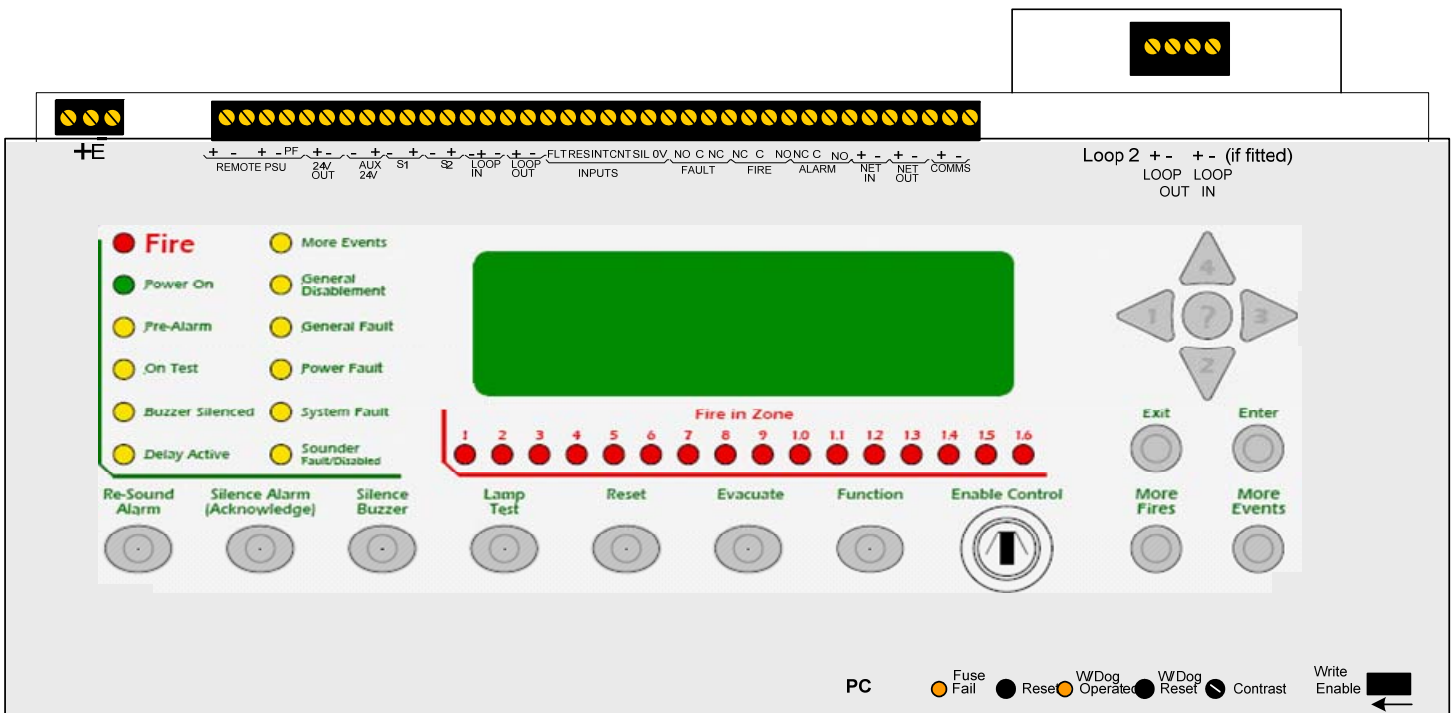 +E
+ - + - PF + - - + - + - + - + - + - FLT RES INT CNT SIL 0V NO C NC NC C NO NC C NO + - + - + -
REMOTE PSU 24V OUT AUX 24V S1 S2 LOOP IN LOOP OUT INPUTS FAULT FIRE ALARM NET IN NET OUT COMMS
Loop 2 + - + - (if fitted)
LOOP LOOP
OUT IN
Fire
More Events
Power On
General
Disablement
Pre-Alarm
General Fault
On Test
Power Fault
Buzzer Silenced
System Fault
Delay Active
Sounder
Fault/Disabled
Fire in Zone
1 2 3 4 5 6 7 8 9 10 11 12 13 14 15 16
4
1 ? 3
2
Exit Enter
Re-Sound
Alarm
Silence Alarm
(Acknowledge)
Silence
Buzzer
Lamp
Test
Reset
Evacuate
Function
Enable Control
More
Fires
More
Events
PC
Fuse
Fail
Reset
W/Dog
Operated
W/Dog
Reset
Contrast
Write
Enable